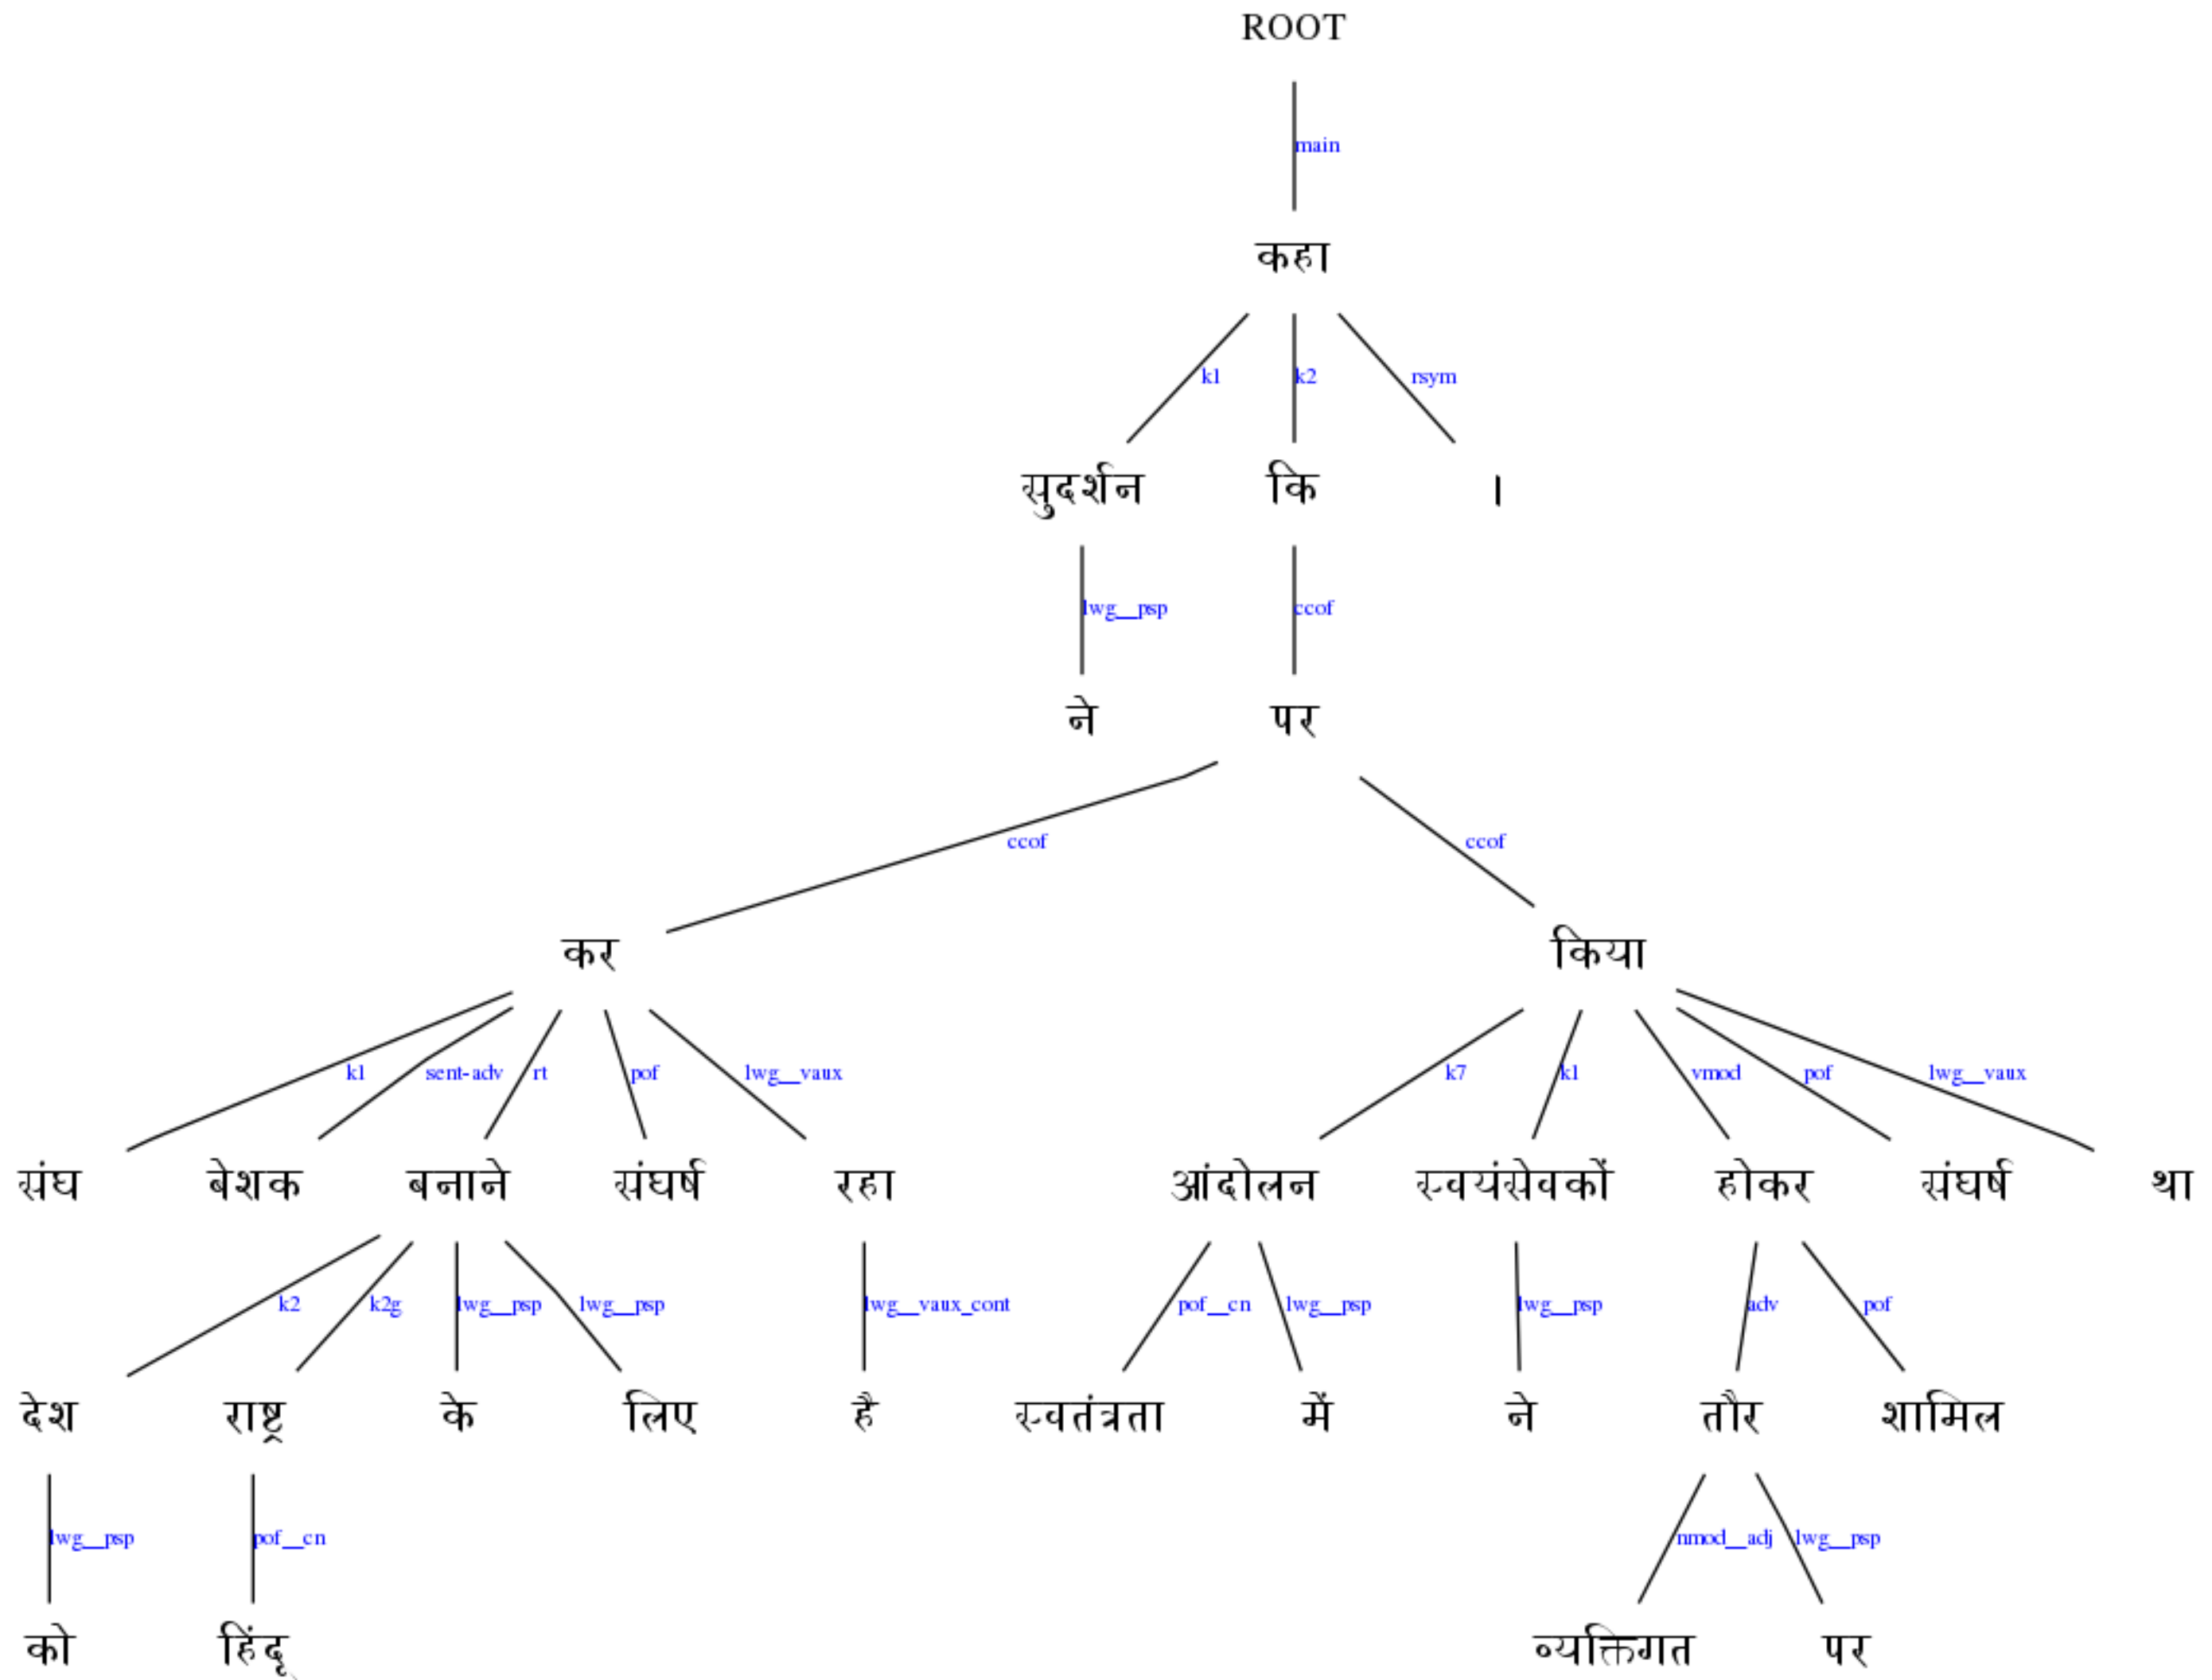 ROOT
main
कहा
k1 k2 rsym
सुदर्शन कि ।
lwg__psp ccof
ने पर
ccof ccof
कर किया
k1 sent-adv rt pof lwg__vaux k7 k1 vmod pof lwg__vaux
संघ बेशक बनाने संघर्ष रहा आंदोलन स्वयंसेवकों होकर संघर्ष था
k2 k2g lwg__psp lwg__psp lwg__vaux_cont pof__cn lwg__psp lwg__psp adv pof
देश राष्ट्र के लिए है स्वतंत्रता में ने तौर शामिल
lwg__psp pof__cn nmod__adj lwg__psp
को हिंदू व्यक्तिगत पर